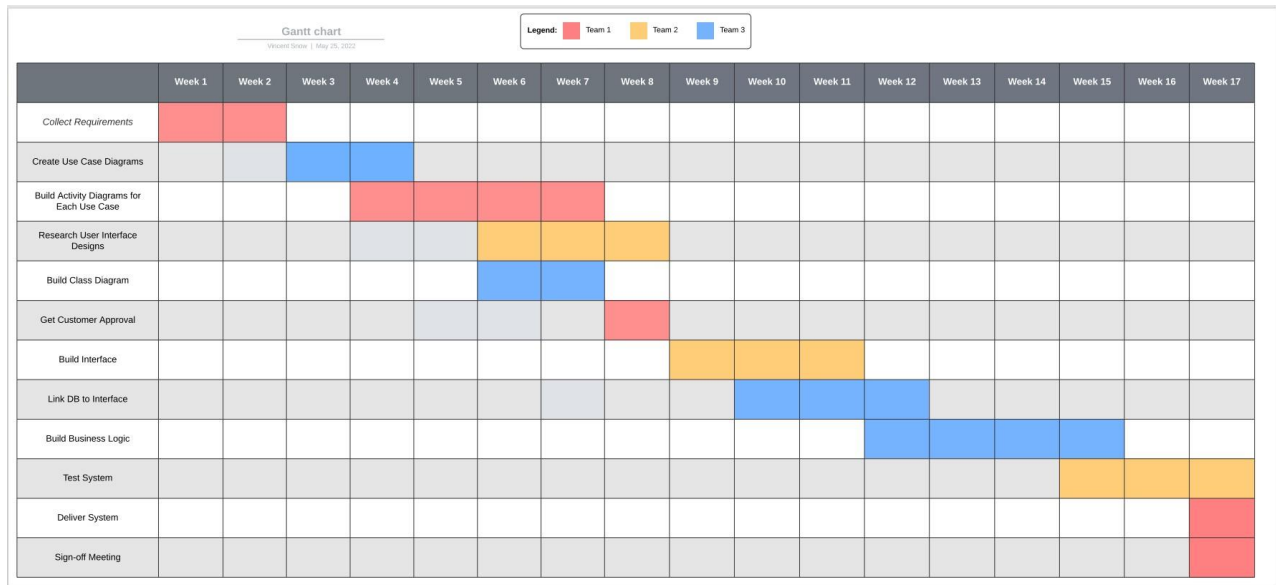 Gantt chart
Vincent Snow | May 25, 2022
Legend: Team 1 Team 2 Team 3
Week 1 Week 2 Week 3 Week 4 Week 5 Week 6 Week 7 Week 8 Week 9 Week 10 Week 11 Week 12 Week 13 Week 14 Week 15 Week 16 Week 17
Collect Requirements
Create Use Case Diagrams
Build Activity Diagrams for
Each Use Case
Research User Interface
Designs
Build Class Diagram
Get Customer Approval
Build Interface
Link DB to Interface
Build Business Logic
Test System
Deliver System
Sign-off Meeting